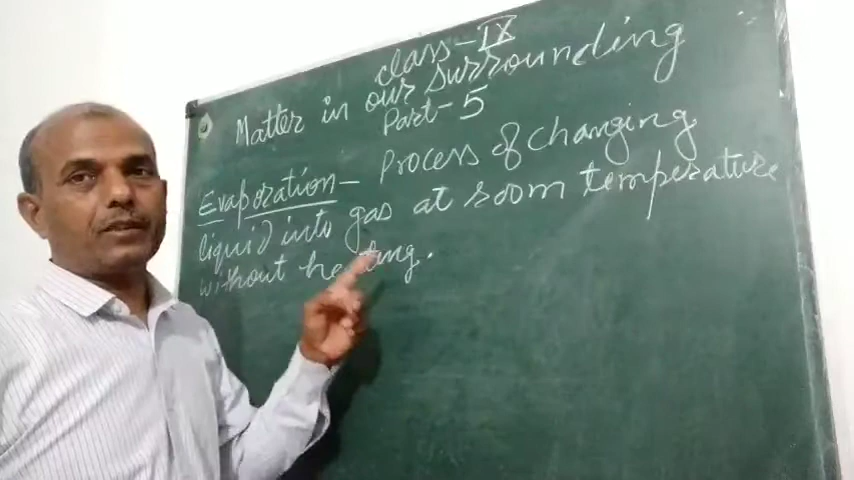 class-IX
Matter in our Surrounding
Part-5
Evaporation- Process of changing
liquid into gas at room temperature
without heating.